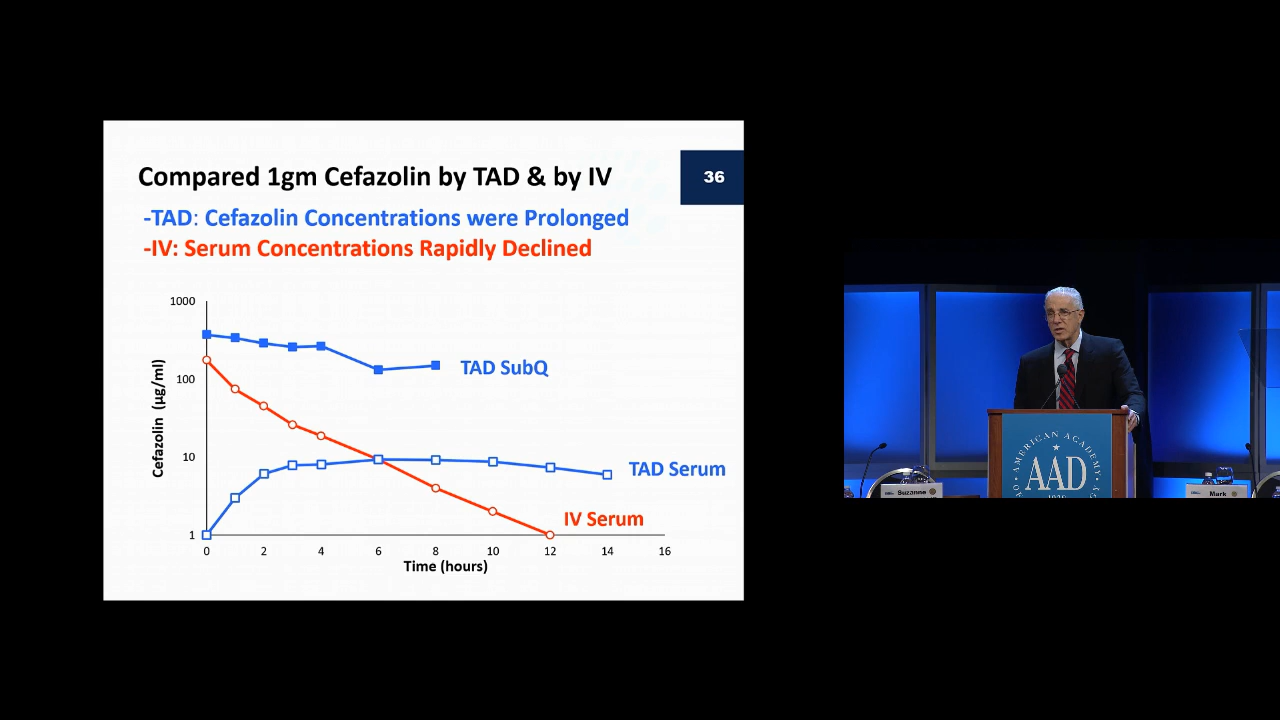 Compared 1gm Cefazolin by TAD & by IV
36
-TAD: Cefazolin Concentrations were Prolonged
-IV: Serum Concentrations Rapidly Declined
1000
100
10
1
Cefazolin (µg/ml)
TAD SubQ
TAD Serum
IV Serum
0 2 4 6 8 10 12 14 16
Time (hours)
AMERICAN ACADEMY
AAD
Suzanne
Mark